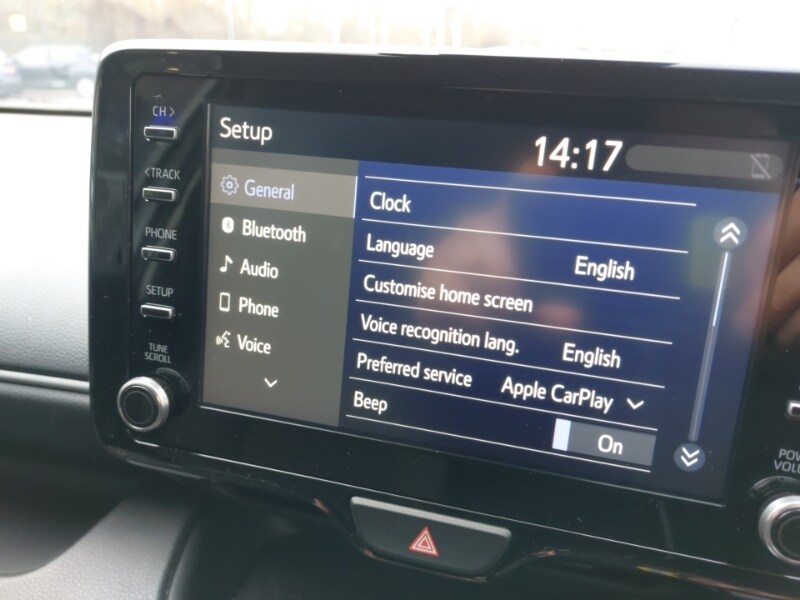 CH >
Setup
14:17
< TRACK
General
Clock
Bluetooth
Language English
PHONE
Audio
Customise home screen
SETUP
Phone
Voice recognition lang. English
TUNE
SCROLL
Voice
Preferred service Apple CarPlay
Beep On